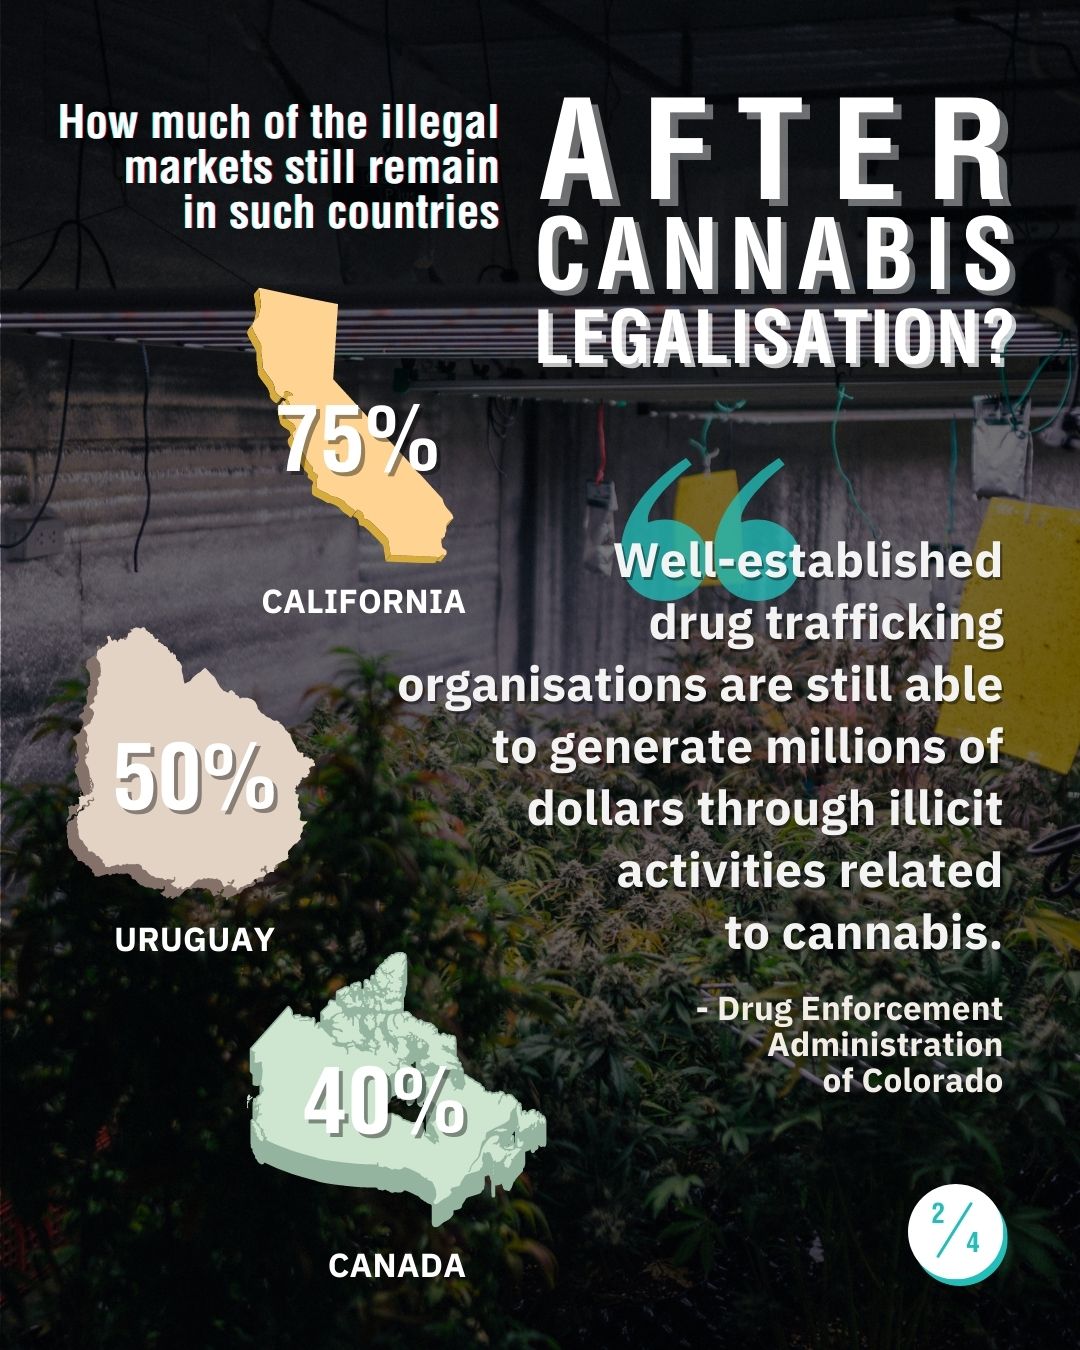 How much of the illegal
markets still remain
in such countries
AFTER
CANNABIS
LEGALISATION?
75%
CALIFORNIA
50%
URUGUAY
40%
CANADA
“
Well-established
drug trafficking
organisations are still able
to generate millions of
dollars through illicit
activities related
to cannabis.
- Drug Enforcement
Administration
of Colorado
2/4